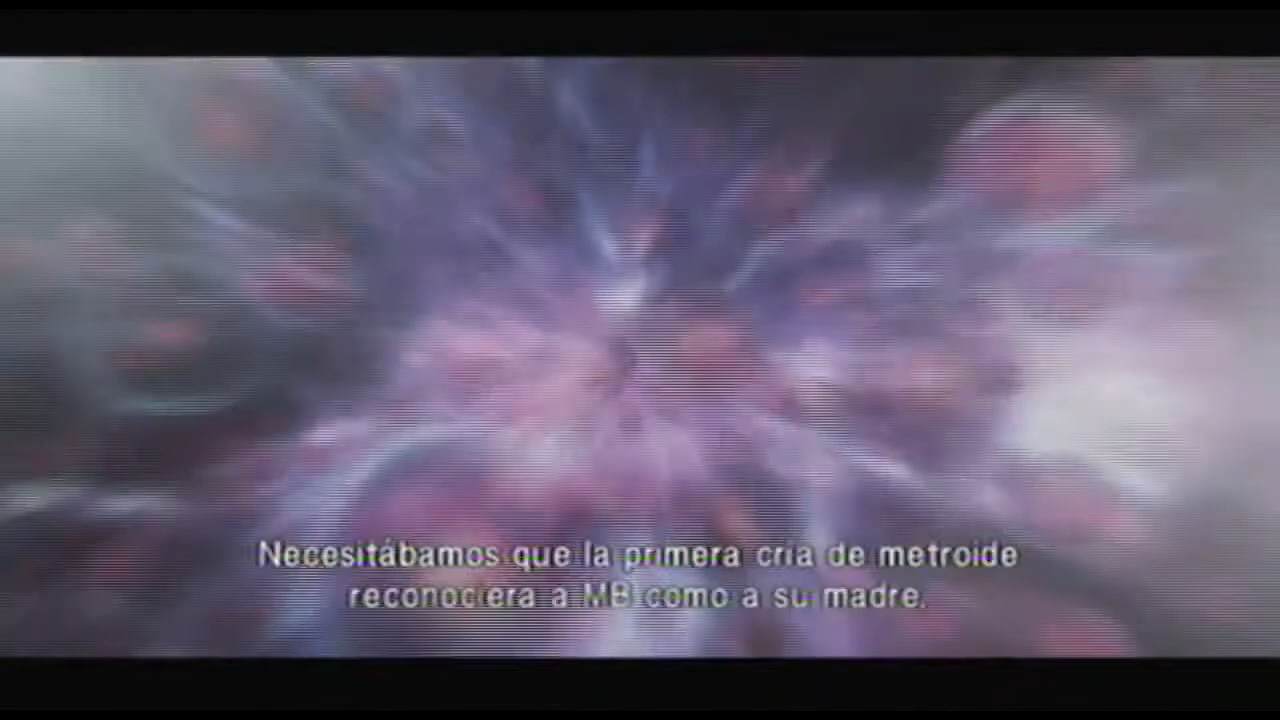 Necesitábamos que la primera cría de metroide
reconociera a MB como a su madre.